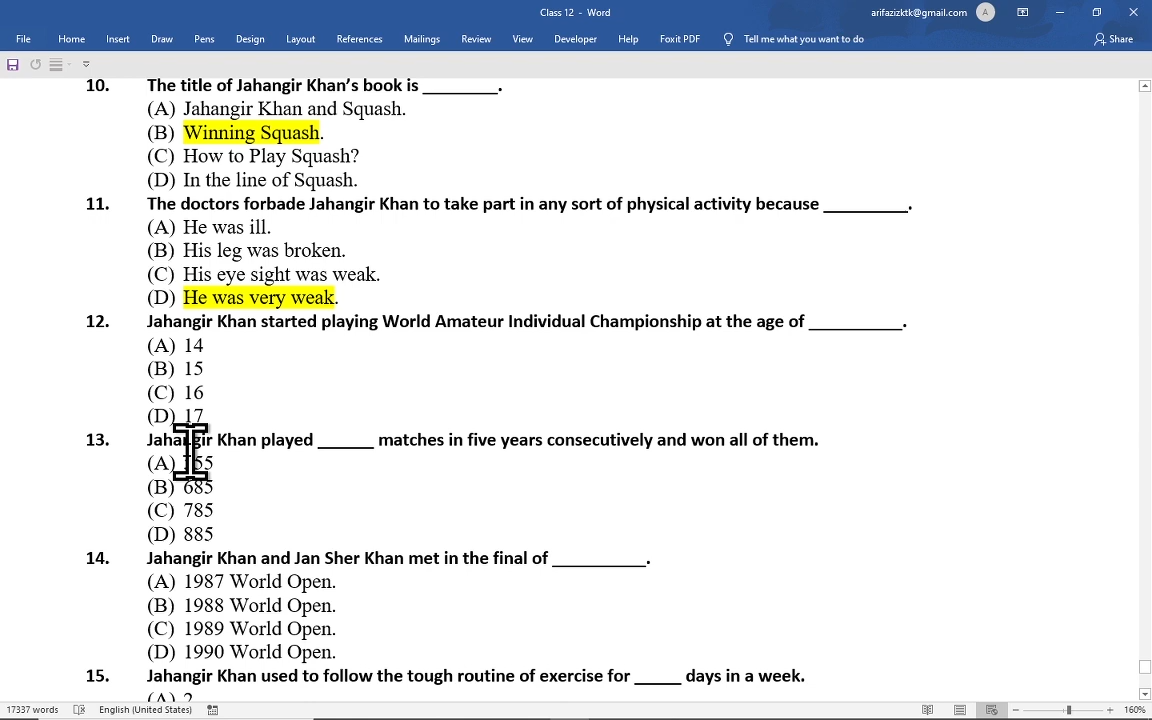 Class 12 - Word
arifazizktk@gmail.com
A
File Home Insert Draw Pens Design Layout References Mailings Review View Developer Help Foxit PDF Tell me what you want to do Share
10. The title of Jahangir Khan’s book is ________.
(A) Jahangir Khan and Squash.
(B) Winning Squash.
(C) How to Play Squash?
(D) In the line of Squash.
11. The doctors forbade Jahangir Khan to take part in any sort of physical activity because _________.
(A) He was ill.
(B) His leg was broken.
(C) His eye sight was weak.
(D) He was very weak.
12. Jahangir Khan started playing World Amateur Individual Championship at the age of __________.
(A) 14
(B) 15
(C) 16
(D) 17
13. Jahangir Khan played ______ matches in five years consecutively and won all of them.
(A)
(B) 685
(C) 785
(D) 885
14. Jahangir Khan and Jan Sher Khan met in the final of __________.
(A) 1987 World Open.
(B) 1988 World Open.
(C) 1989 World Open.
(D) 1990 World Open.
15. Jahangir Khan used to follow the tough routine of exercise for _____ days in a week.
(A) 2
17337 words English (United States) 160%